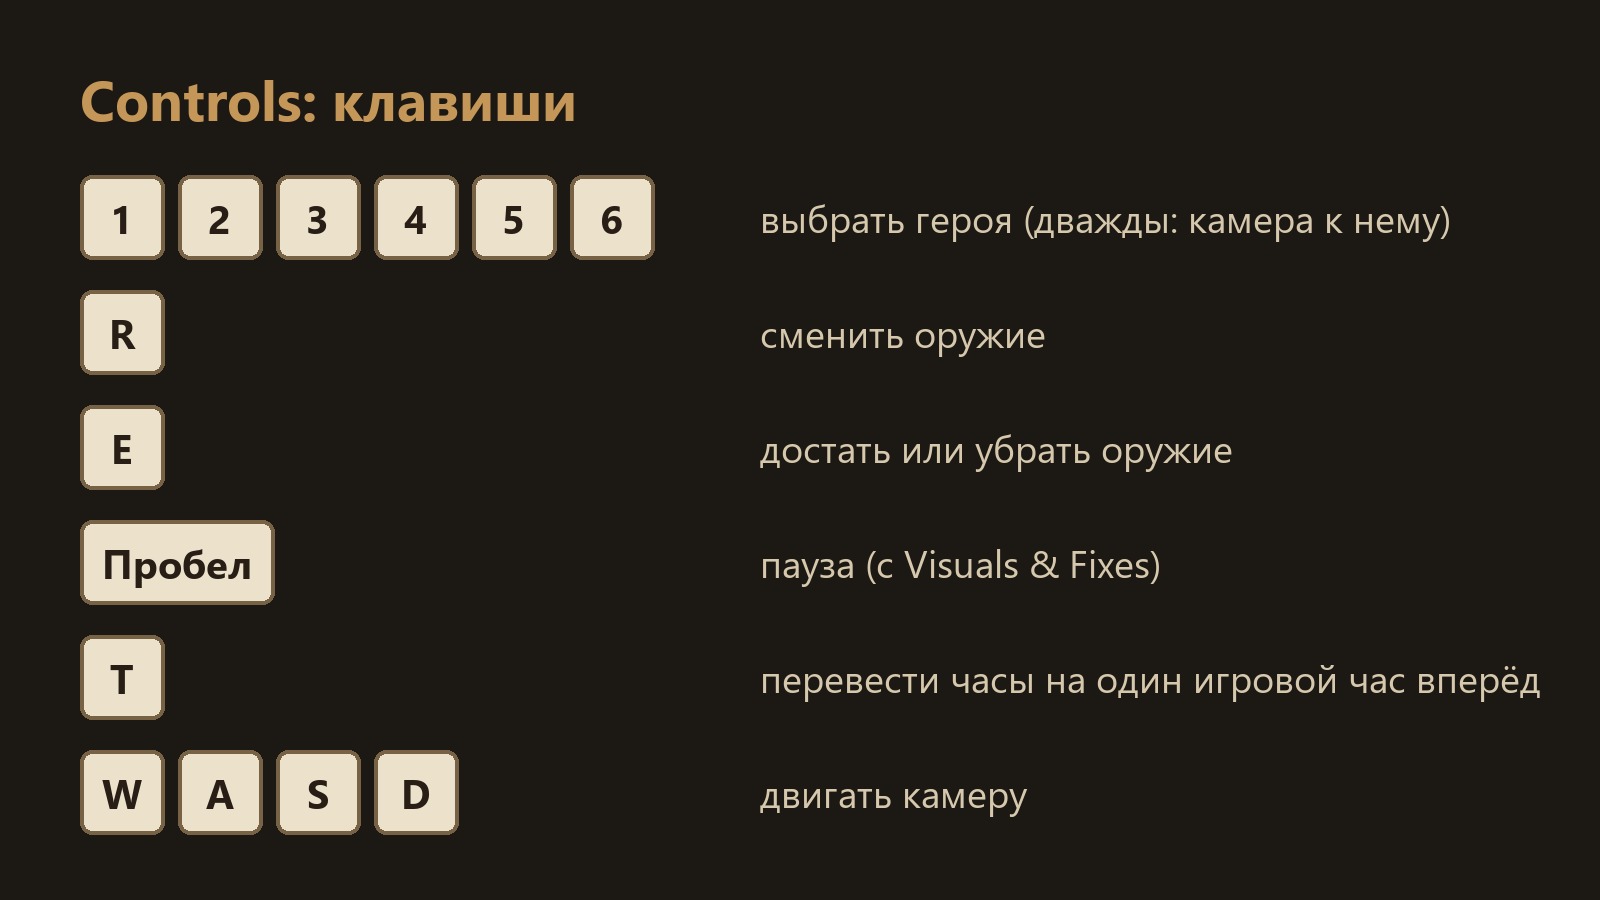 Controls: клавиши
1 2 3 4 5 6 выбрать героя (дважды: камера к нему)
R сменить оружие
E достать или убрать оружие
Пробел пауза (с Visuals & Fixes)
T перевести часы на один игровой час вперёд
W A S D двигать камеру